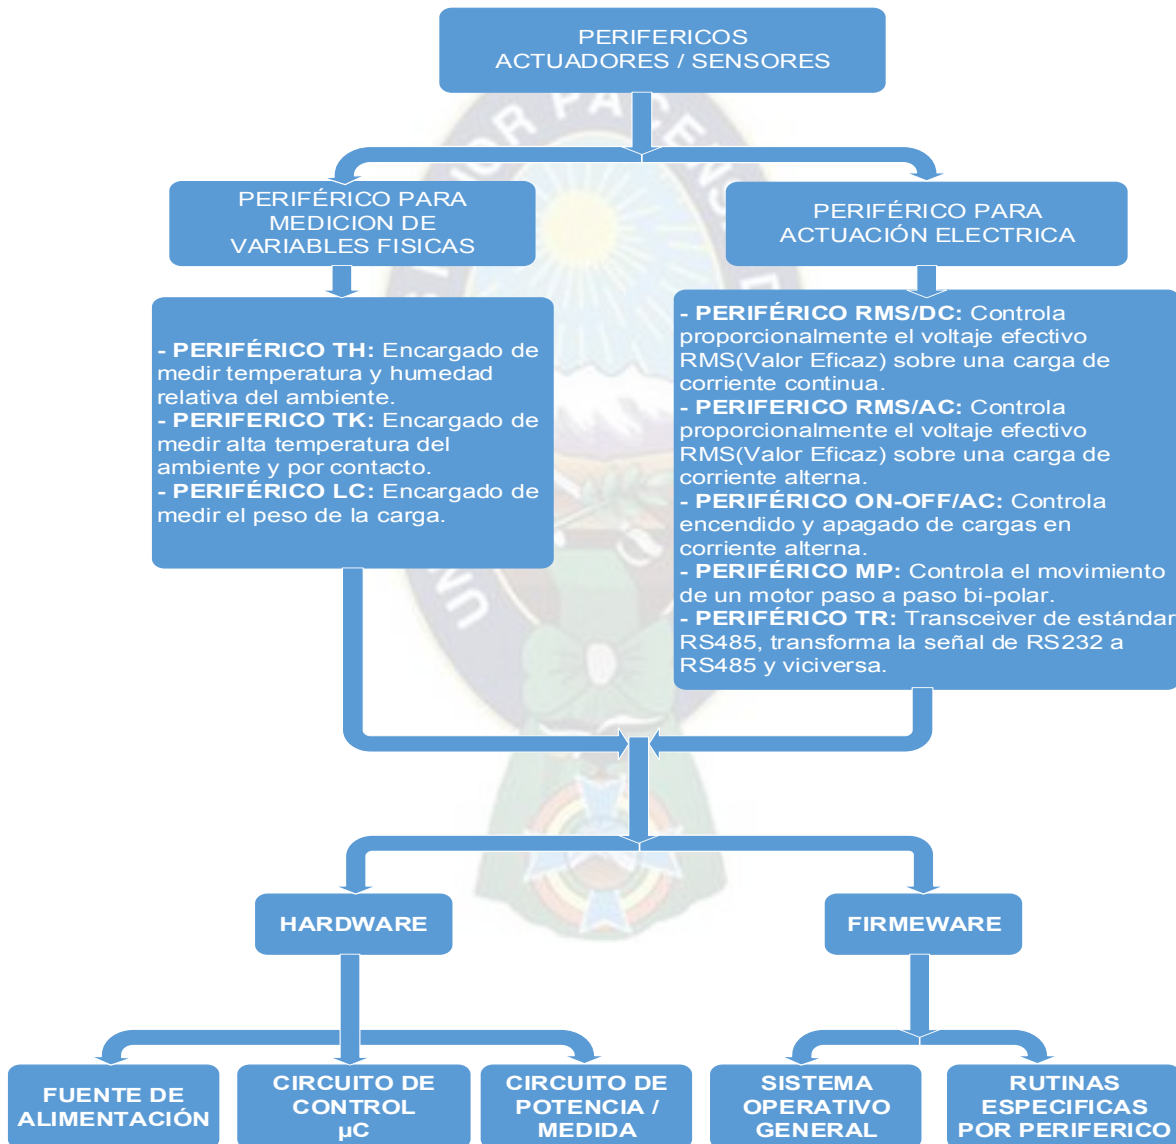 PERIFERICOS
ACTUADORES / SENSORES
PERIFÉRICO PARA
MEDICION DE
VARIABLES FISICAS
PERIFÉRICO PARA
ACTUACIÓN ELECTRICA
- PERIFÉRICO TH: Encargado de
medir temperatura y humedad
relativa del ambiente.
- PERIFERICO TK: Encargado de
medir alta temperatura del
ambiente y por contacto.
- PERIFÉRICO LC: Encargado de
medir el peso de la carga.
- PERIFÉRICO RMS/DC: Controla
proporcionalmente el voltaje efectivo
RMS(Valor Eficaz) sobre una carga de
corriente continua.
- PERIFERICO RMS/AC: Controla
proporcionalmente el voltaje efectivo
RMS(Valor Eficaz) sobre una carga de
corriente alterna.
- PERIFÉRICO ON-OFF/AC: Controla
encendido y apagado de cargas en
corriente alterna.
- PERIFÉRICO MP: Controla el movimiento
de un motor paso a paso bi-polar.
- PERIFÉRICO TR: Transceiver de estándar
RS485, transforma la señal de RS232 a
RS485 y viciversa.
HARDWARE
FIRMEWARE
FUENTE DE
ALIMENTACIÓN
CIRCUITO DE
CONTROL
µC
CIRCUITO DE
POTENCIA /
MEDIDA
SISTEMA
OPERATIVO
GENERAL
RUTINAS
ESPECIFICAS
POR PERIFERICO